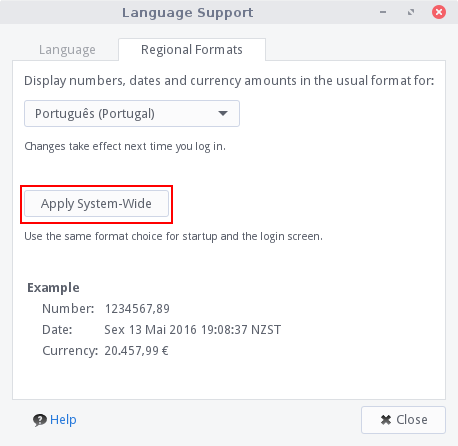 Language Support
Language
Regional Formats
Display numbers, dates and currency amounts in the usual format for:
Português (Portugal)
Changes take effect next time you log in.
Apply System-Wide
Use the same format choice for startup and the login screen.
Example
Number: 1234567,89
Date: Sex 13 Mai 2016 19:08:37 NZST
Currency: 20.457,99 €
Help
Close